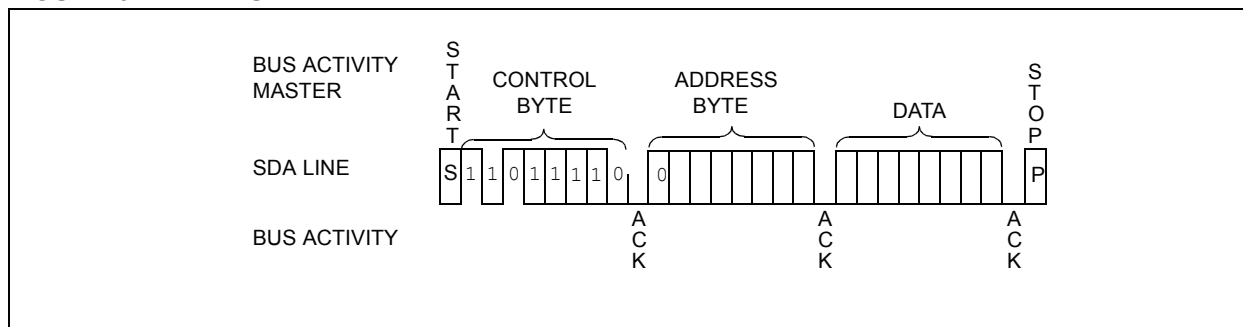 BUS ACTIVITY
MASTER
START
CONTROL
BYTE
ADDRESS
BYTE
DATA
STOP
SDA LINE
S 1 1 0 1 1 1 1 0 0 P
BUS ACTIVITY
ACK
ACK
ACK